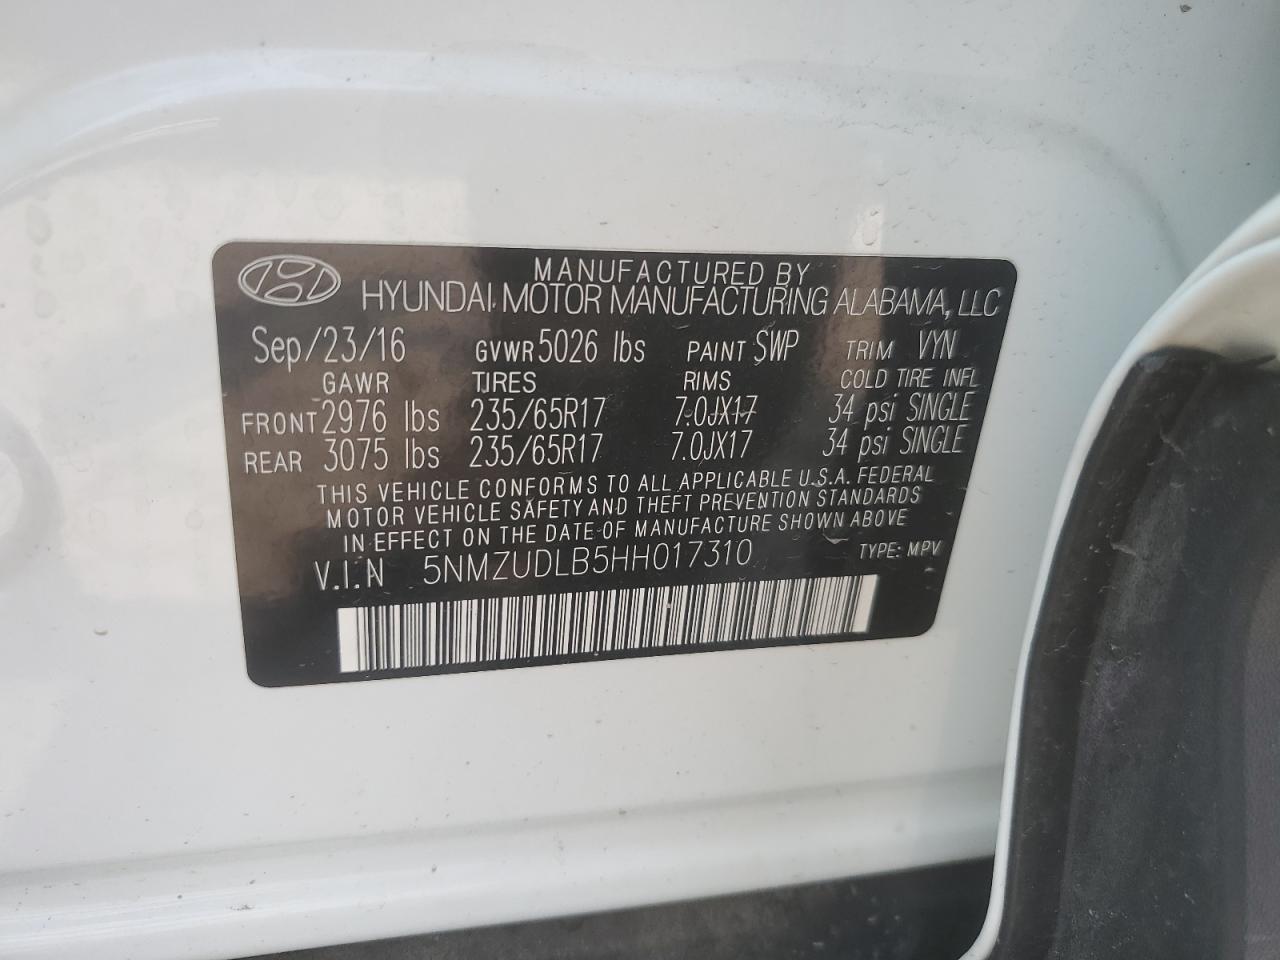 MANUFACTURED BY
HYUNDAI MOTOR MANUFACTURING ALABAMA, LLC
Sep/23/16 GVWR 5026 lbs PAINT SWP TRIM VYN
GAWR TIRES RIMS COLD TIRE INFL
FRONT 2976 lbs 235/65R17 7.0JX17 34 psi SINGLE
REAR 3075 lbs 235/65R17 7.0JX17 34 psi SINGLE
THIS VEHICLE CONFORMS TO ALL APPLICABLE U.S.A. FEDERAL
MOTOR VEHICLE SAFETY AND THEFT PREVENTION STANDARDS
IN EFFECT ON THE DATE OF MANUFACTURE SHOWN ABOVE
V.I.N 5NMZUDLB5HH017310 TYPE: MPV